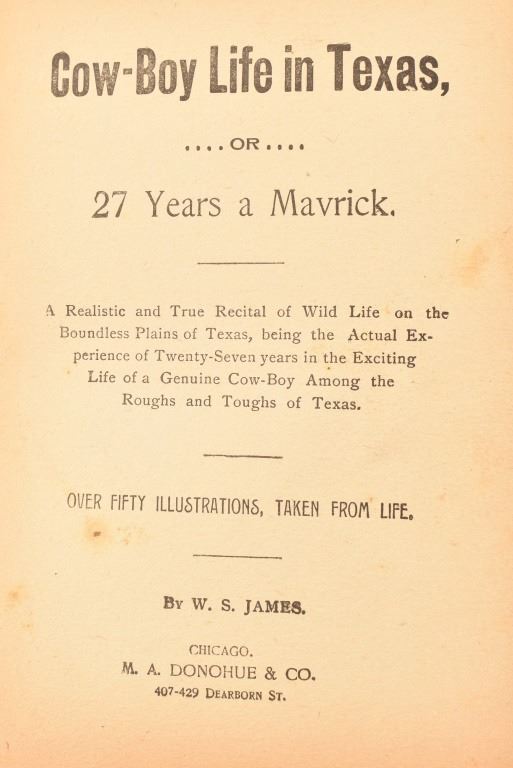 Cow-Boy Life in Texas,
....OR....
27 Years a Mavrick.
A Realistic and True Recital of Wild Life on the
Boundless Plains of Texas, being the Actual Ex-
perience of Twenty-Seven years in the Exciting
Life of a Genuine Cow-Boy Among the
Roughs and Toughs of Texas.
OVER FIFTY ILLUSTRATIONS, TAKEN FROM LIFE.
By W. S. JAMES.
CHICAGO.
M. A. DONOHUE & CO.
407-429 DEARBORN ST.